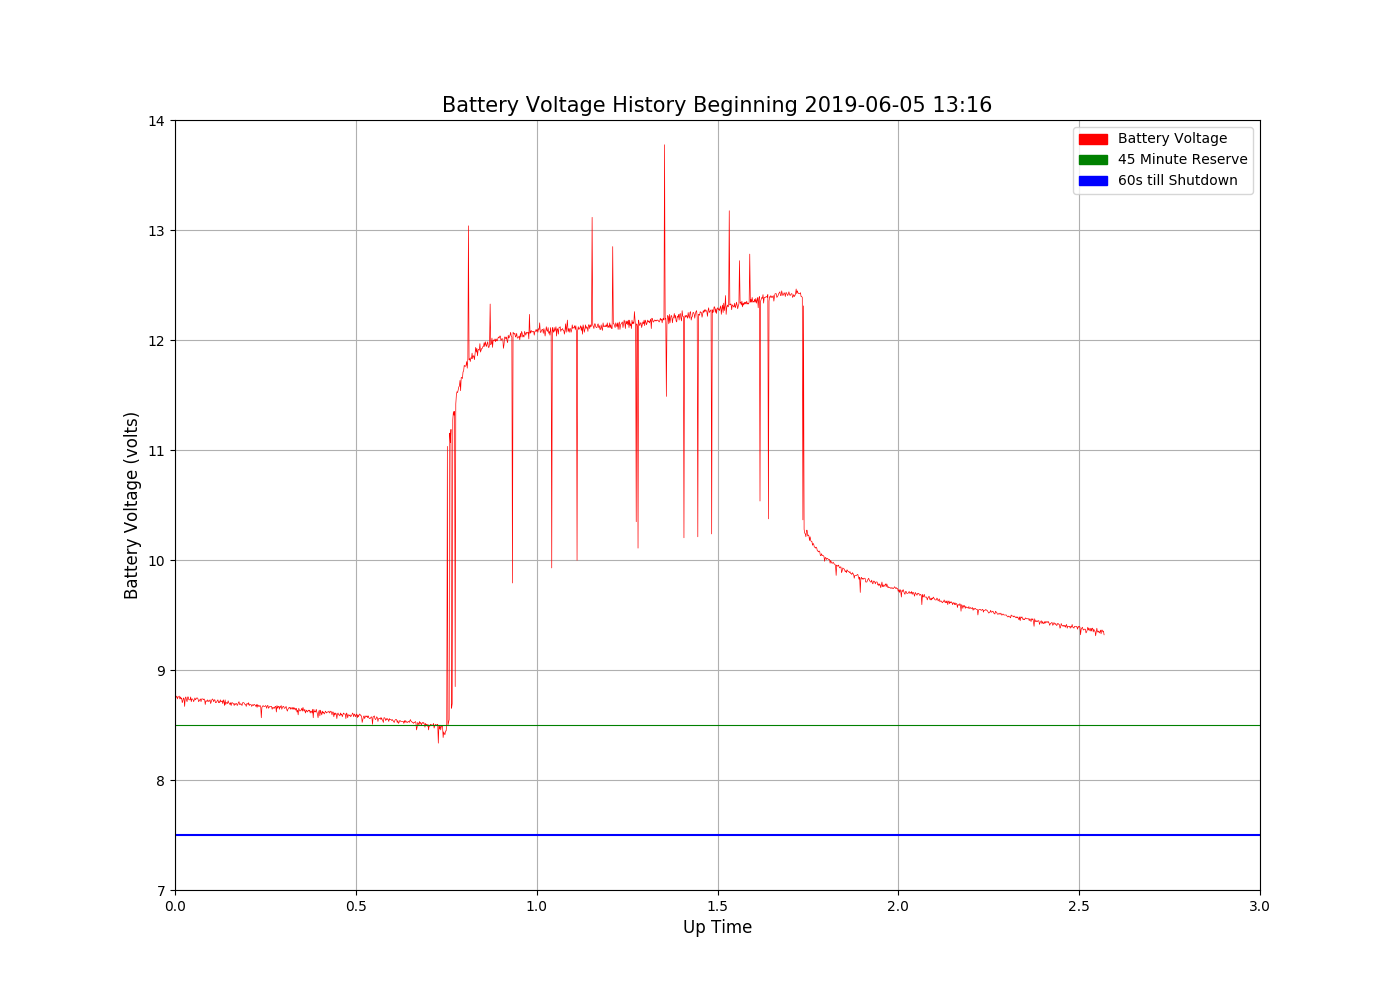 Battery Voltage History Beginning 2019-06-05 13:16
Battery Voltage
45 Minute Reserve
60s till Shutdown
14
13
12
11
10
9
8
7
Battery Voltage (volts)
0.0 0.5 1.0 1.5 2.0 2.5 3.0
Up Time